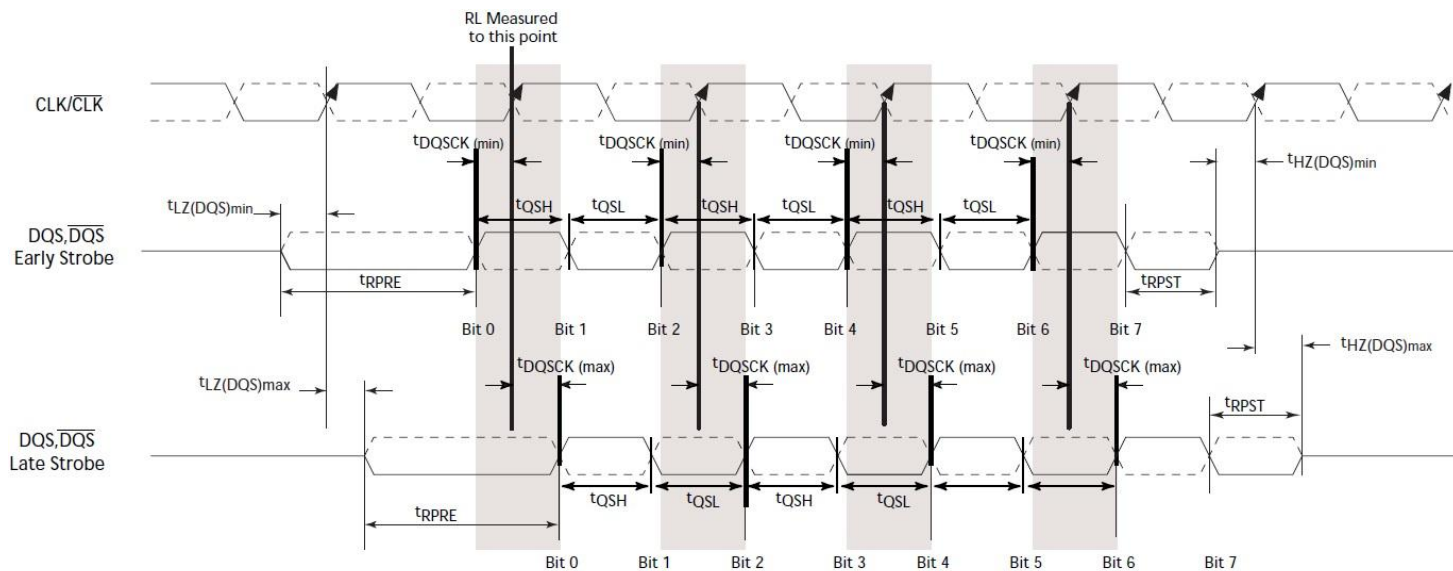 RL Measured
to this point
CLK/CLK
tDQSCK (min) tDQSCK (min) tDQSCK (min) tDQSCK (min)
tHZ(DQS)min
tLZ(DQS)min
tQSH tQSL tQSH tQSL tQSH tQSL
DQS,DQS
Early Strobe
tRPRE
tRPST
Bit 0 Bit 1 Bit 2 Bit 3 Bit 4 Bit 5 Bit 6 Bit 7
tHZ(DQS)max
tDQSCK (max) tDQSCK (max) tDQSCK (max) tDQSCK (max)
tLZ(DQS)max
tRPST
DQS,DQS
Late Strobe
tQSH tQSL tQSH tQSL
tRPRE
Bit 0 Bit 1 Bit 2 Bit 3 Bit 4 Bit 5 Bit 6 Bit 7